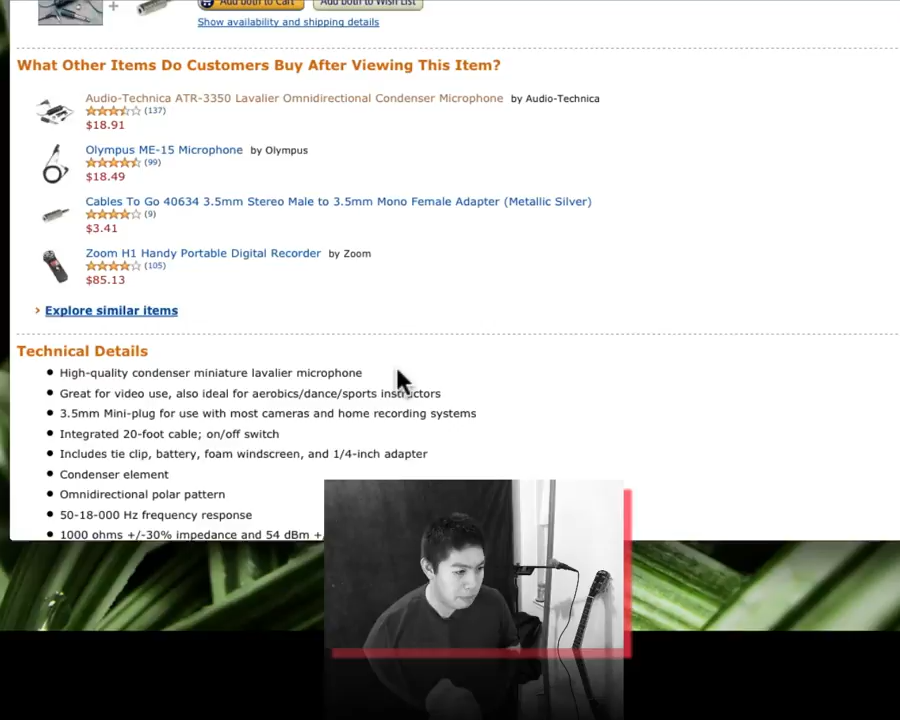 Add both to Cart
Add both to Wish List
Show availability and shipping details
What Other Items Do Customers Buy After Viewing This Item?
Audio-Technica ATR-3350 Lavalier Omnidirectional Condenser Microphone by Audio-Technica
(137)
$18.91
Olympus ME-15 Microphone by Olympus
(99)
$18.49
Cables To Go 40634 3.5mm Stereo Male to 3.5mm Mono Female Adapter (Metallic Silver)
(9)
$3.41
Zoom H1 Handy Portable Digital Recorder by Zoom
(105)
$85.13
Explore similar items
Technical Details
High-quality condenser miniature lavalier microphone
Great for video use, also ideal for aerobics/dance/sports instructors
3.5mm Mini-plug for use with most cameras and home recording systems
Integrated 20-foot cable; on/off switch
Includes tie clip, battery, foam windscreen, and 1/4-inch adapter
Condenser element
Omnidirectional polar pattern
50-18-000 Hz frequency response
1000 ohms +/-30% impedance and 54 dBm +/